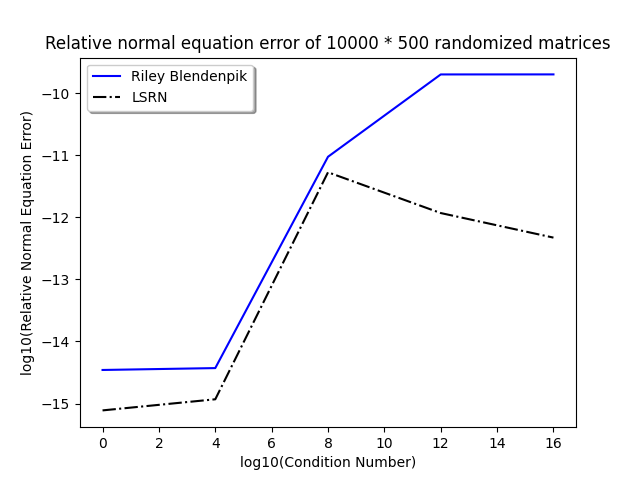 Relative normal equation error of 10000 * 500 randomized matrices
Riley Blendenpik
LSRN
log10(Relative Normal Equation Error)
−10
−11
−12
−13
−14
−15
0 2 4 6 8 10 12 14 16
log10(Condition Number)